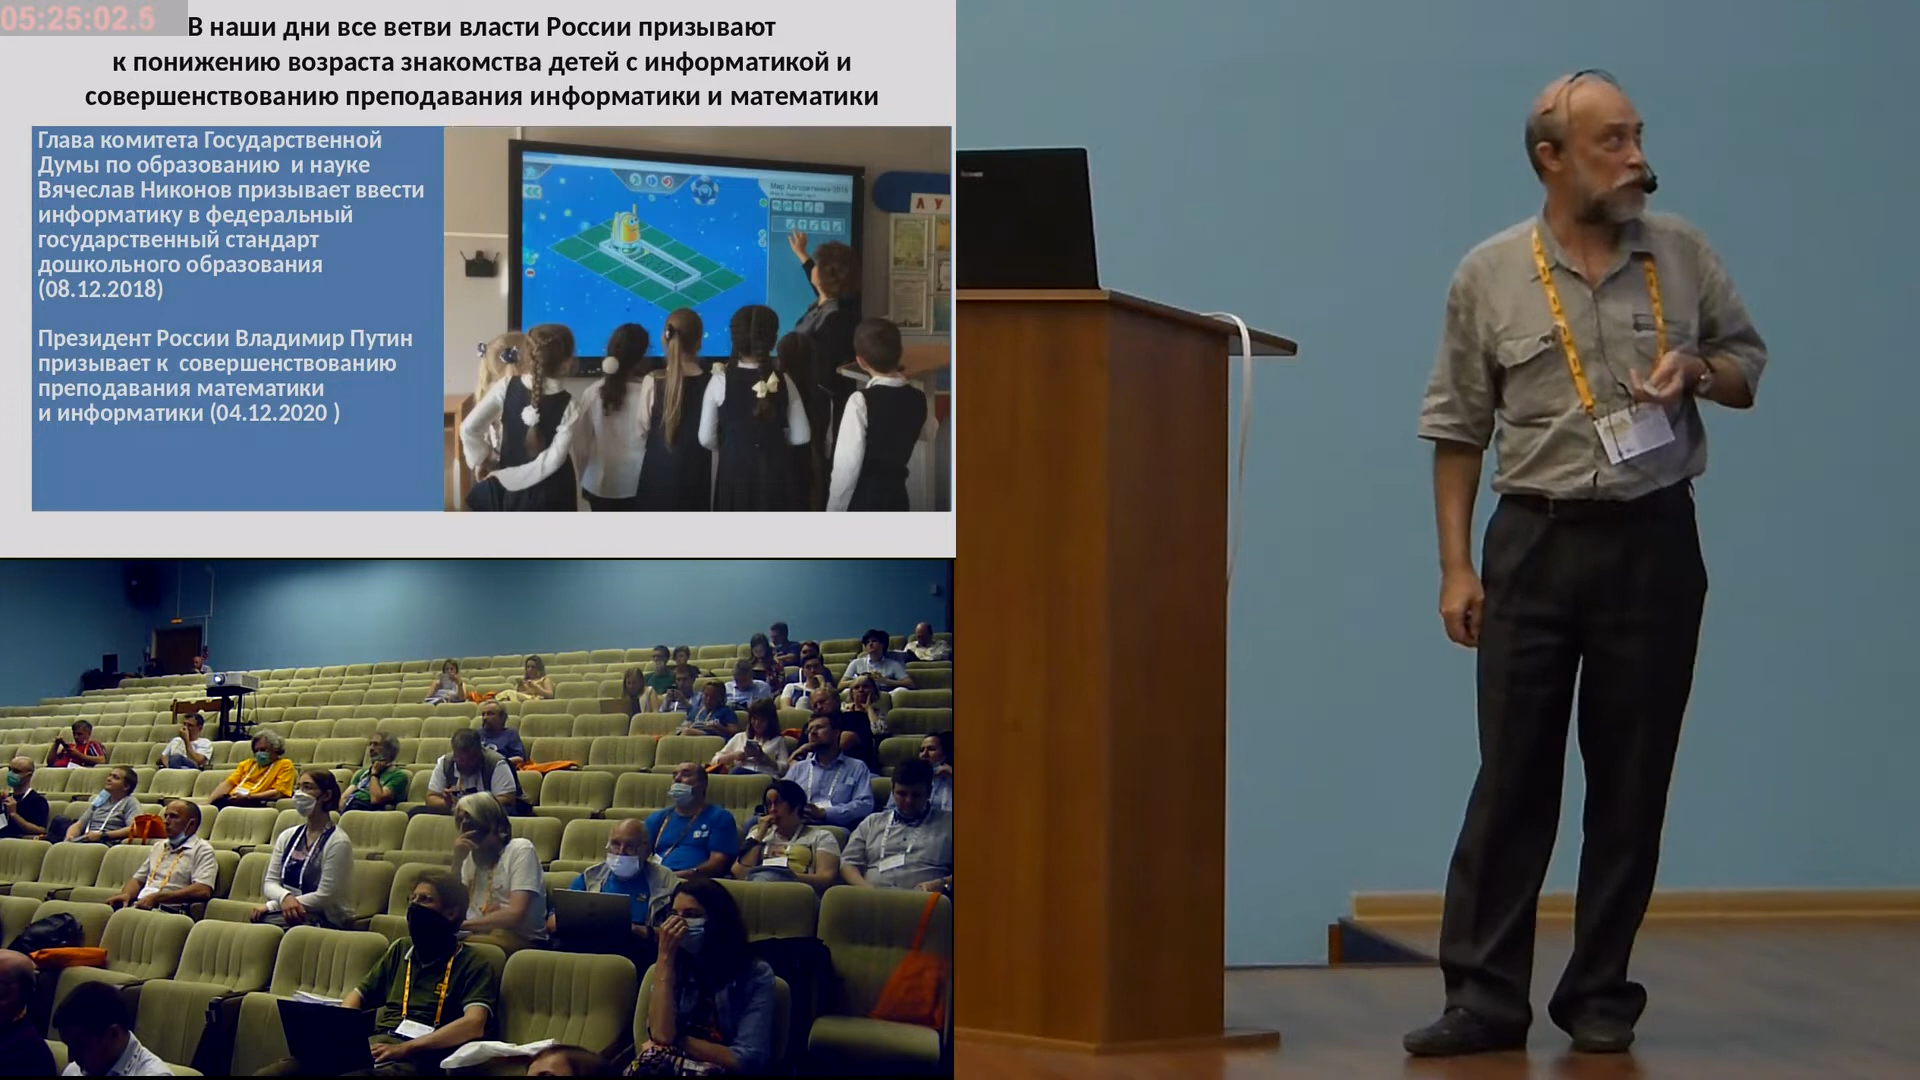 05:25:02.5
В наши дни все ветви власти России призывают
к понижению возраста знакомства детей с информатикой и
совершенствованию преподавания информатики и математики
Глава комитета Государственной
Думы по образованию и науке
Вячеслав Никонов призывает ввести
информатику в федеральный
государственный стандарт
дошкольного образования
(08.12.2018)
Президент России Владимир Путин
призывает к совершенствованию
преподавания математики
и информатики (04.12.2020 )
А У